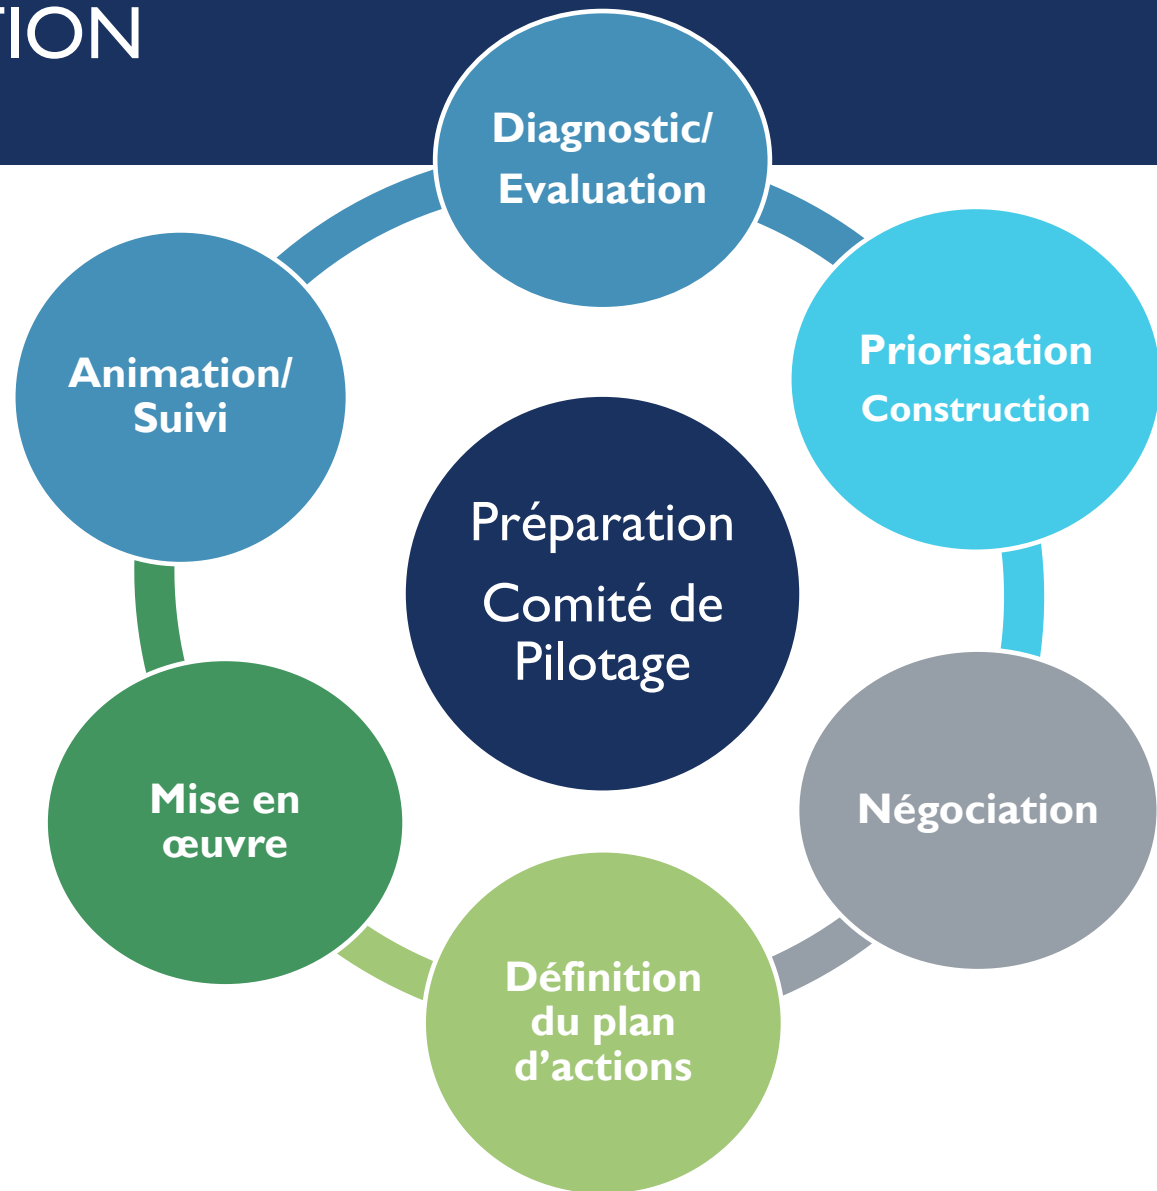 TION
Diagnostic/
Evaluation
Priorisation
Construction
Animation/
Suivi
Préparation
Comité de
Pilotage
Négociation
Mise en
œuvre
Définition
du plan
d’actions